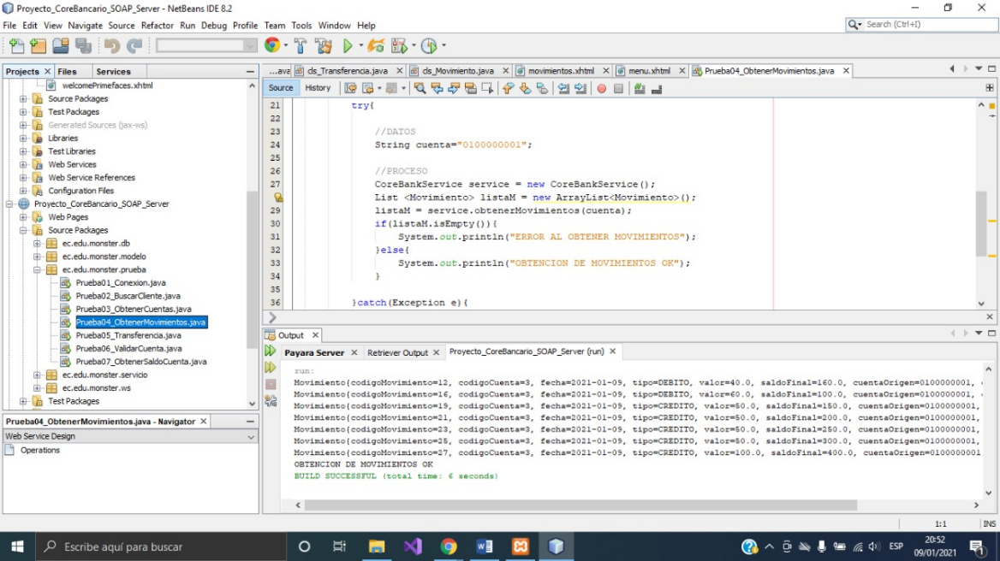 Proyecto_CoreBancario_SOAP_Server - NetBeans IDE 8.2
File Edit View Navigate Source Refactor Run Debug Profile Team Tools Window Help
Search (Ctrl+I)
Projects Files Services
welcomePrimefaces.xhtml
Source Packages
Test Packages
Generated Sources (jax-ws)
Libraries
Test Libraries
Web Services
Web Service References
Configuration Files
Proyecto_CoreBancario_SOAP_Server
Web Pages
Source Packages
ec.edu.monster.db
ec.edu.monster.modelo
ec.edu.monster.prueba
Prueba01_Conexion.java
Prueba02_BuscarCliente.java
Prueba03_ObtenerCuentas.java
Prueba04_ObtenerMovimientos.java
Prueba05_Transferencia.java
Prueba06_ValidarCuenta.java
Prueba07_ObtenerSaldoCuenta.java
ec.edu.monster.servicio
ec.edu.monster.ws
Test Packages
Prueba04_ObtenerMovimientos.java - Navigator
Web Service Design
Operations
...ava cls_Transferencia.java cls_Movimiento.java movimientos.xhtml menu.xhtml Prueba04_ObtenerMovimientos.java
Source History
21 try{
22
23 //DATOS
24 String cuenta="0100000001";
25
26 //PROCESO
27 CoreBankService service = new CoreBankService();
List <Movimiento> listaM = new ArrayList<Movimiento>();
29 listaM = service.obtenerMovimientos(cuenta);
30 if(listaM.isEmpty()){
31 System.out.println("ERROR AL OBTENER MOVIMIENTOS");
32 }else{
33 System.out.println("OBTENCION DE MOVIMIENTOS OK");
34 }
35
36 }catch(Exception e){
Output
Payara Server Retriever Output Proyecto_CoreBancario_SOAP_Server (run)
run:
Movimiento{codigoMovimiento=12, codigoCuenta=3, fecha=2021-01-09, tipo=DEBITO, valor=40.0, saldoFinal=160.0, cuentaOrigen=0100000001,
Movimiento{codigoMovimiento=16, codigoCuenta=3, fecha=2021-01-09, tipo=DEBITO, valor=60.0, saldoFinal=100.0, cuentaOrigen=0100000001,
Movimiento{codigoMovimiento=19, codigoCuenta=3, fecha=2021-01-09, tipo=CREDITO, valor=50.0, saldoFinal=150.0, cuentaOrigen=0100000001,
Movimiento{codigoMovimiento=21, codigoCuenta=3, fecha=2021-01-09, tipo=CREDITO, valor=50.0, saldoFinal=200.0, cuentaOrigen=0100000001,
Movimiento{codigoMovimiento=23, codigoCuenta=3, fecha=2021-01-09, tipo=CREDITO, valor=50.0, saldoFinal=250.0, cuentaOrigen=0100000001,
Movimiento{codigoMovimiento=25, codigoCuenta=3, fecha=2021-01-09, tipo=CREDITO, valor=50.0, saldoFinal=300.0, cuentaOrigen=0100000001,
Movimiento{codigoMovimiento=27, codigoCuenta=3, fecha=2021-01-09, tipo=CREDITO, valor=100.0, saldoFinal=400.0, cuentaOrigen=0100000001
OBTENCION DE MOVIMIENTOS OK
BUILD SUCCESSFUL (total time: 6 seconds)
1:1 INS
Escribe aquí para buscar
ESP
20:52
09/01/2021